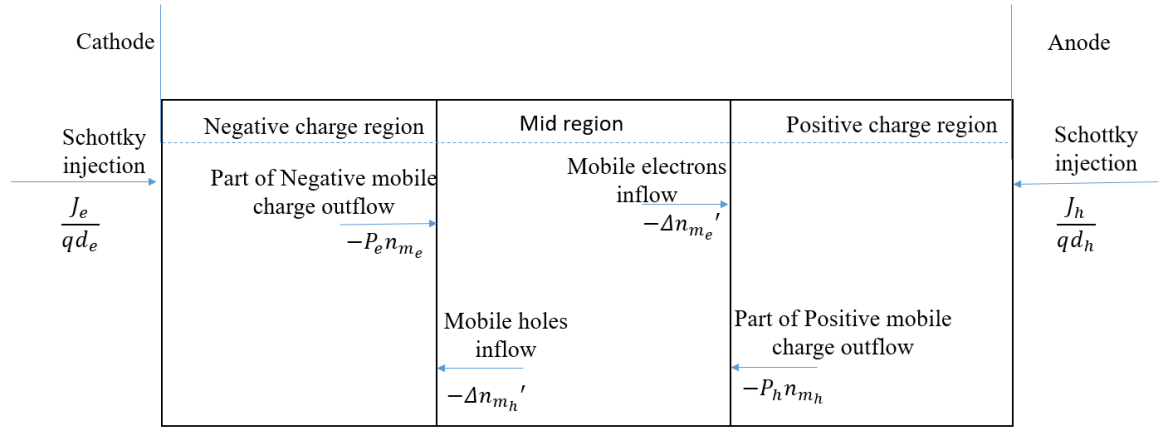 Cathode
Anode
Negative charge region
Mid region
Positive charge region
Schottky
injection
J_e
qd_e
Part of Negative mobile
charge outflow
−P_e n_{m_e}
Mobile electrons
inflow
−Δn_{m_e}′
Schottky
injection
J_h
qd_h
Mobile holes
inflow
−Δn_{m_h}′
Part of Positive mobile
charge outflow
−P_h n_{m_h}